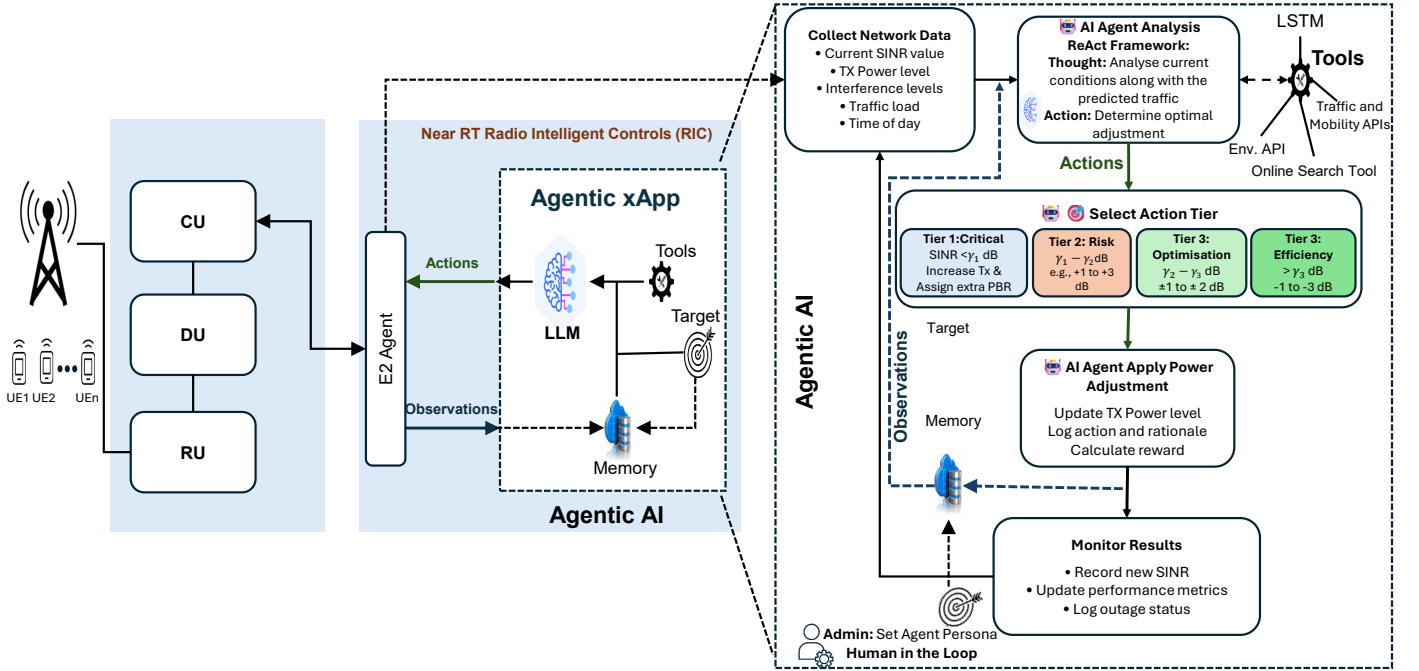 CU
DU
RU
UE1 UE2
UEn
Near RT Radio Intelligent Controls (RIC)
E2 Agent
Agentic xApp
Actions
LLM
Tools
Target
Observations
Memory
Agentic AI
Agentic AI
Collect Network Data
• Current SINR value
• TX Power level
• Interference levels
• Traffic load
• Time of day
AI Agent Analysis
ReAct Framework:
Thought: Analyse current
conditions along with the
predicted traffic
Action: Determine optimal
adjustment
LSTM
Tools
Traffic and
Mobility APIs
Env. API
Online Search Tool
Actions
Select Action Tier
Tier 1:Critical
SINR <γ1 dB
Increase Tx &
Assign extra PBR
Tier 2: Risk
γ1 − γ2dB
e.g., +1 to +3
dB
Tier 3:
Optimisation
γ2 − γ3 dB
±1 to ± 2 dB
Tier 3:
Efficiency
> γ3 dB
-1 to -3 dB
Target
Observations
Memory
AI Agent Apply Power
Adjustment
Update TX Power level
Log action and rationale
Calculate reward
Monitor Results
• Record new SINR
• Update performance metrics
• Log outage status
Admin: Set Agent Persona
Human in the Loop